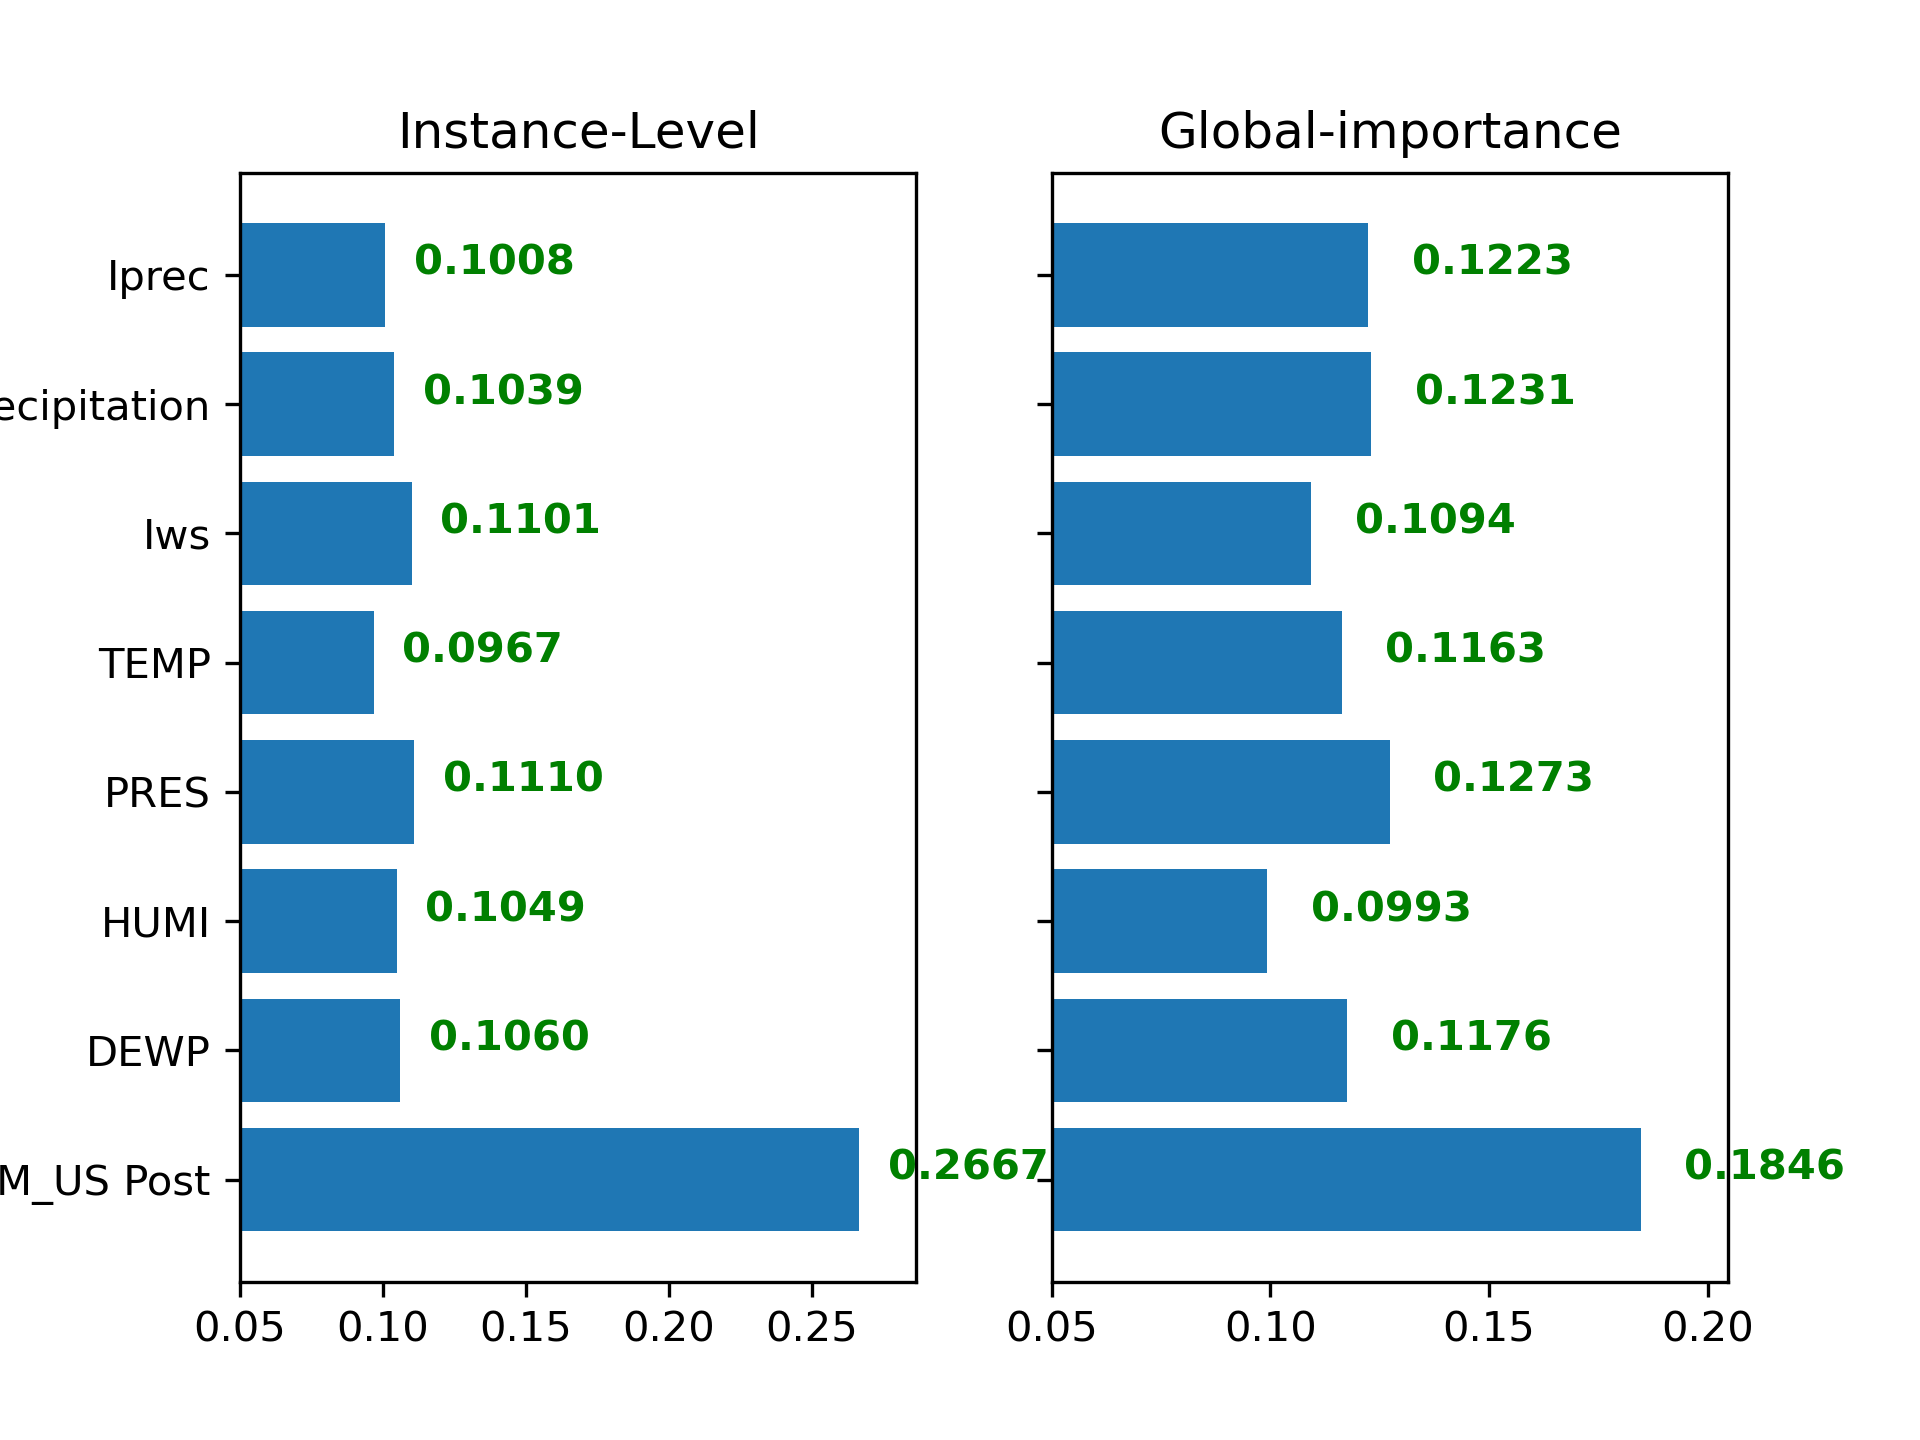 Instance-Level Global-importance
Iprec 0.1008 0.1223
ecipitation 0.1039 0.1231
Iws 0.1101 0.1094
TEMP 0.0967 0.1163
PRES 0.1110 0.1273
HUMI 0.1049 0.0993
DEWP 0.1060 0.1176
M_US Post 0.2667 0.1846
0.05 0.10 0.15 0.20 0.25 0.05 0.10 0.15 0.20